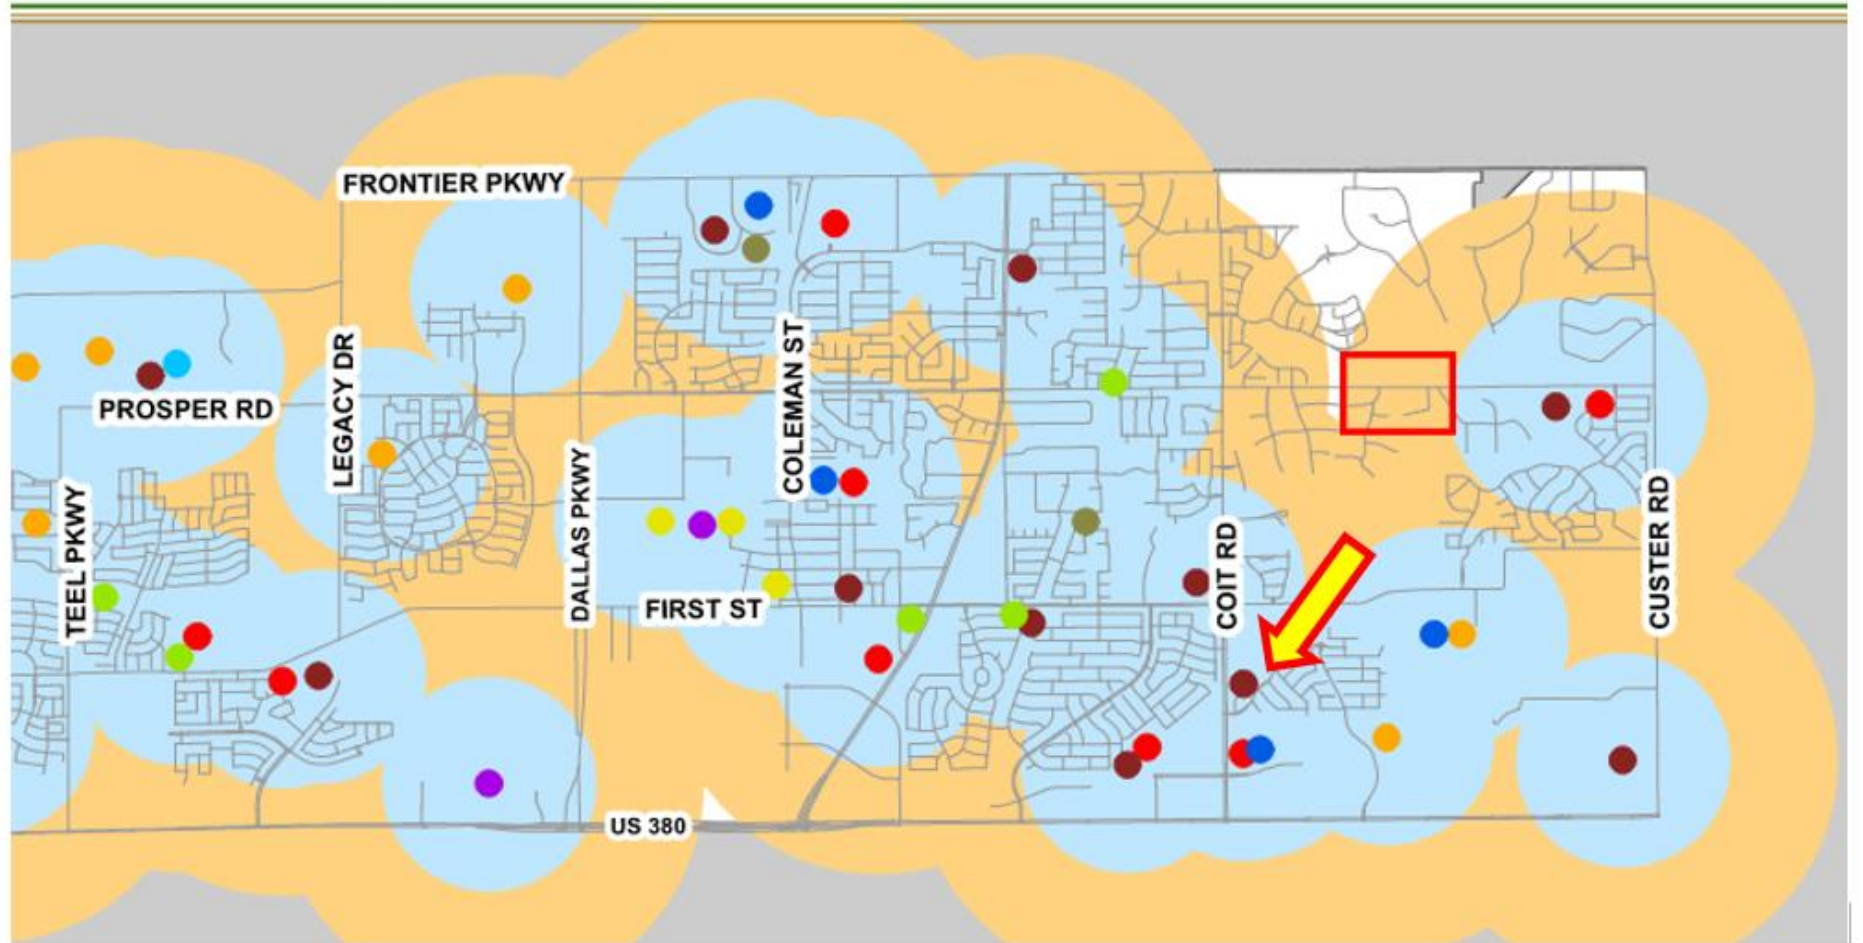 FRONTIER PKWY
LEGACY DR
COLEMAN ST
PROSPER RD
TEEL PKWY
DALLAS PKWY
FIRST ST
COIT RD
CUSTER RD
US 380